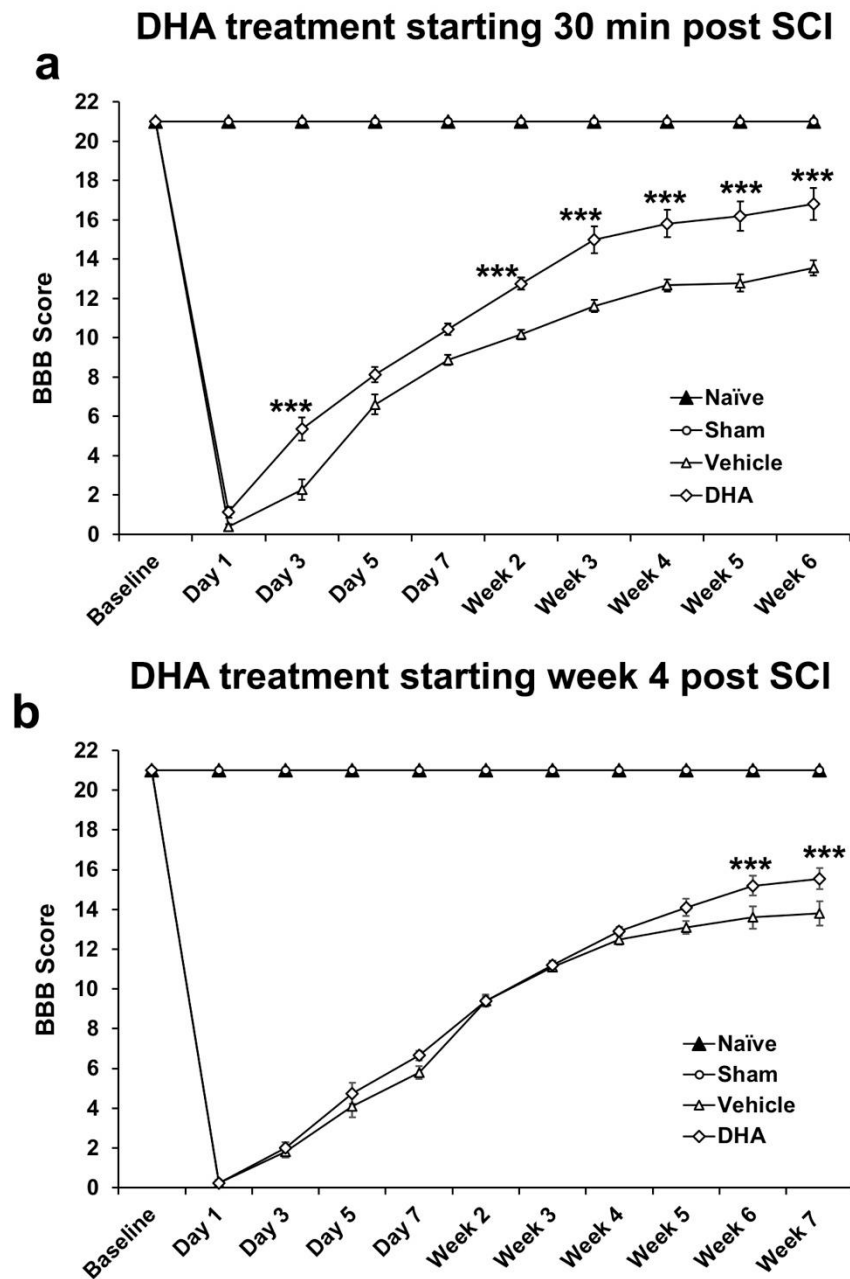 DHA treatment starting 30 min post SCI
a
22
20
18
16
14
12
10
8
6
4
2
0
BBB Score
***
***
***
***
***
***
Naïve
Sham
Vehicle
DHA
Baseline
Day 1
Day 3
Day 5
Day 7
Week 2
Week 3
Week 4
Week 5
Week 6
DHA treatment starting week 4 post SCI
b
22
20
18
16
14
12
10
8
6
4
2
0
BBB Score
***
***
Naïve
Sham
Vehicle
DHA
Baseline
Day 1
Day 3
Day 5
Day 7
Week 2
Week 3
Week 4
Week 5
Week 6
Week 7